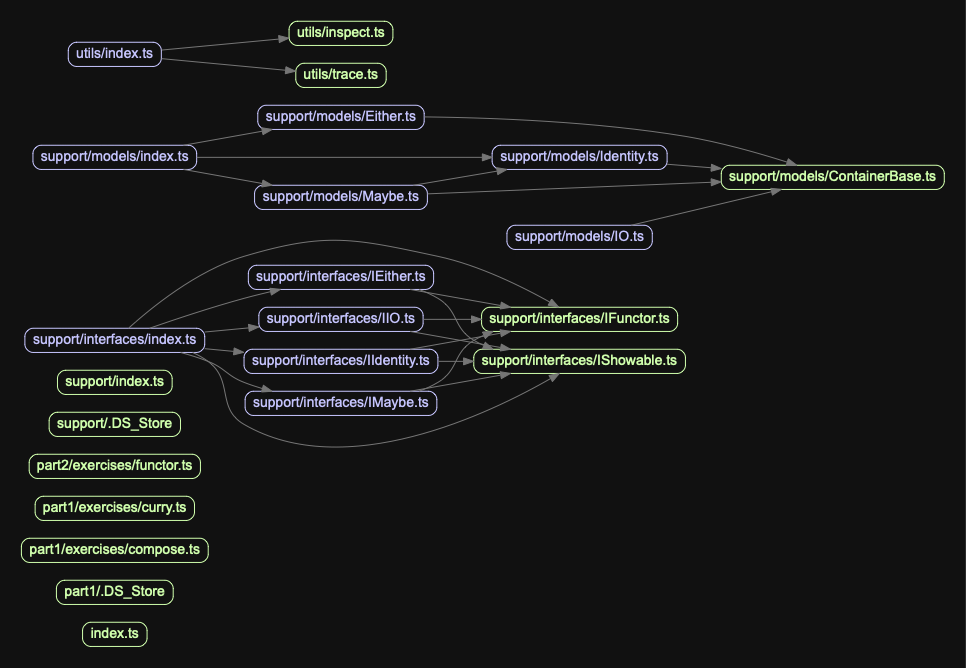 utils/inspect.ts
utils/index.ts
utils/trace.ts
support/models/Either.ts
support/models/index.ts
support/models/Identity.ts
support/models/ContainerBase.ts
support/models/Maybe.ts
support/models/IO.ts
support/interfaces/IEither.ts
support/interfaces/IIO.ts
support/interfaces/IFunctor.ts
support/interfaces/index.ts
support/interfaces/IIdentity.ts
support/interfaces/IShowable.ts
support/index.ts
support/interfaces/IMaybe.ts
support/.DS_Store
part2/exercises/functor.ts
part1/exercises/curry.ts
part1/exercises/compose.ts
part1/.DS_Store
index.ts